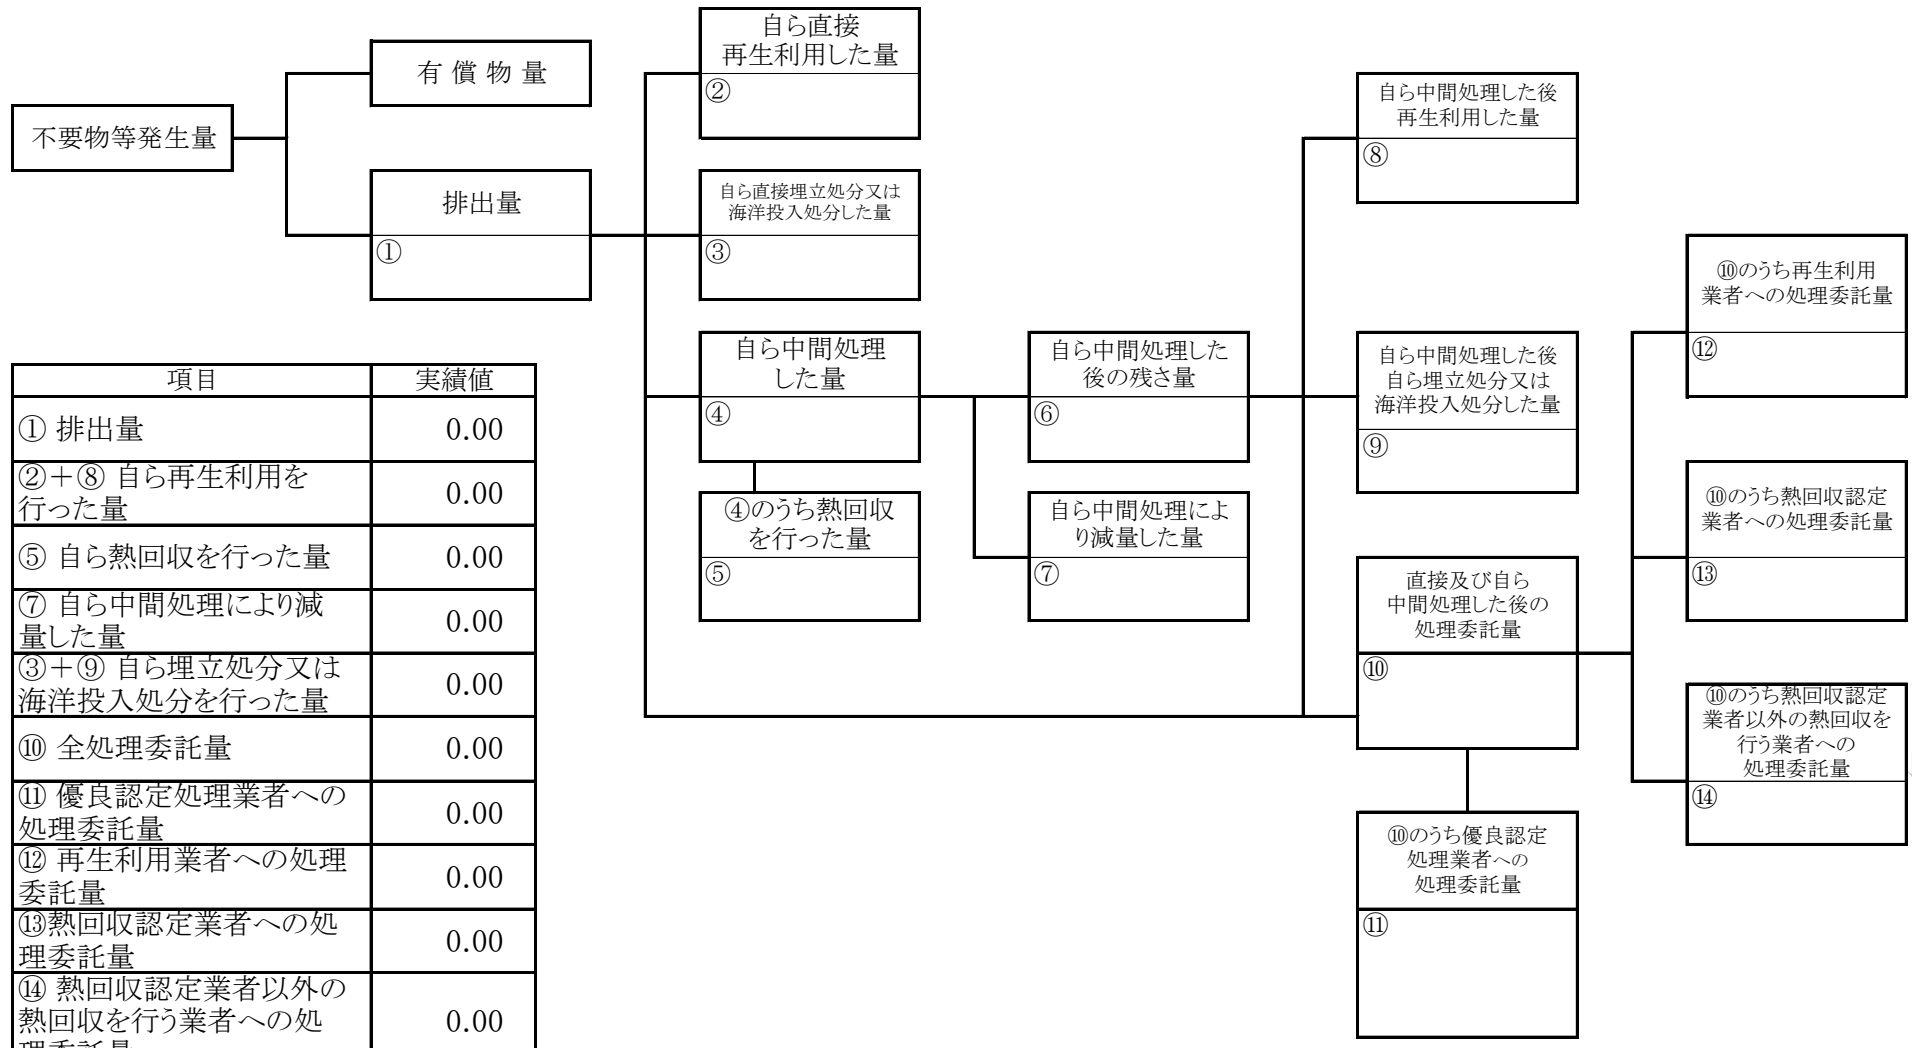 不要物等発生量
有 償 物 量
排出量
①
自ら直接
再生利用した量
②
自ら直接埋立処分又は
海洋投入処分した量
③
自ら中間処理
した量
④
④のうち熱回収
を行った量
⑤
自ら中間処理した
後の残さ量
⑥
自ら中間処理によ
り減量した量
⑦
自ら中間処理した後
再生利用した量
⑧
自ら中間処理した後
自ら埋立処分又は
海洋投入処分した量
⑨
直接及び自ら
中間処理した後の
処理委託量
⑩
⑩のうち優良認定
処理業者への
処理委託量
⑪
⑩のうち再生利用
業者への処理委託量
⑫
⑩のうち熱回収認定
業者への処理委託量
⑬
⑩のうち熱回収認定
業者以外の熱回収を
行う業者への
処理委託量
⑭
項目 実績値
① 排出量 0.00
②+⑧ 自ら再生利用を
行った量 0.00
⑤ 自ら熱回収を行った量 0.00
⑦ 自ら中間処理により減
量した量 0.00
③+⑨ 自ら埋立処分又は
海洋投入処分を行った量 0.00
⑩ 全処理委託量 0.00
⑪ 優良認定処理業者への
処理委託量 0.00
⑫ 再生利用業者への処理
委託量 0.00
⑬熱回収認定業者への処
理委託量 0.00
⑭ 熱回収認定業者以外の
熱回収を行う業者への処 0.00
理委託量